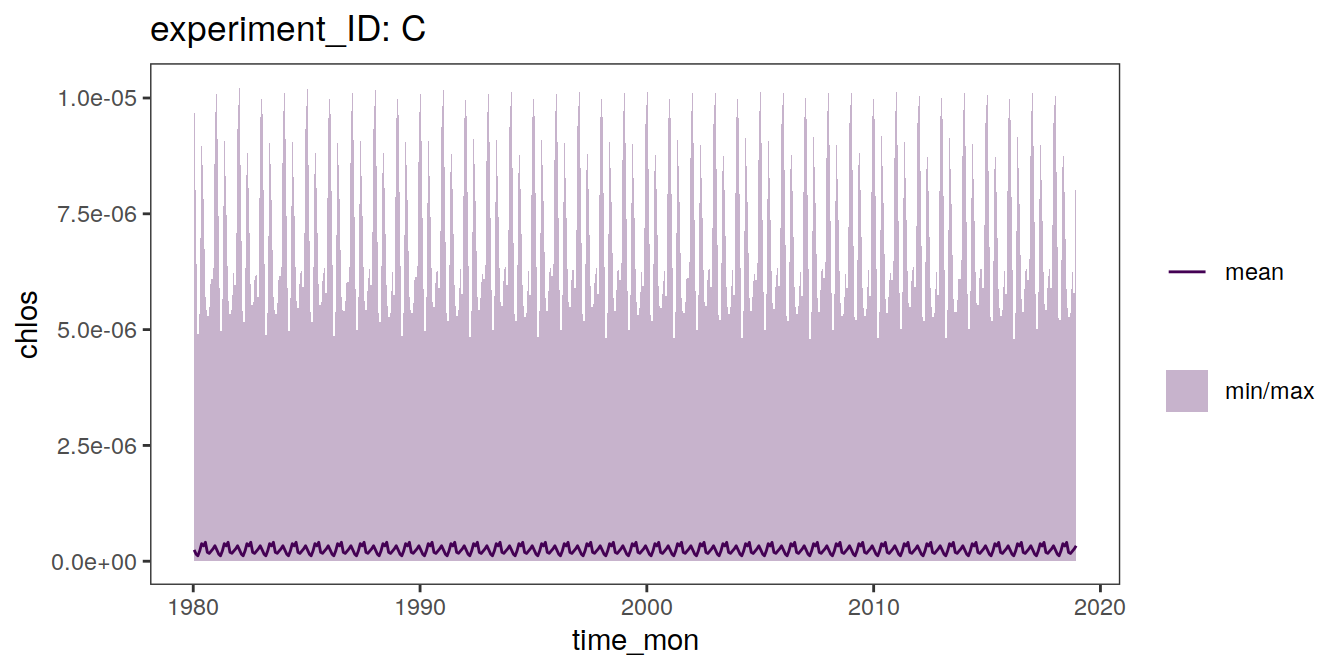 experiment_ID: C
1.0e-05
7.5e-06
5.0e-06
2.5e-06
0.0e+00
chlos
1980 1990 2000 2010 2020
time_mon
mean
min/max